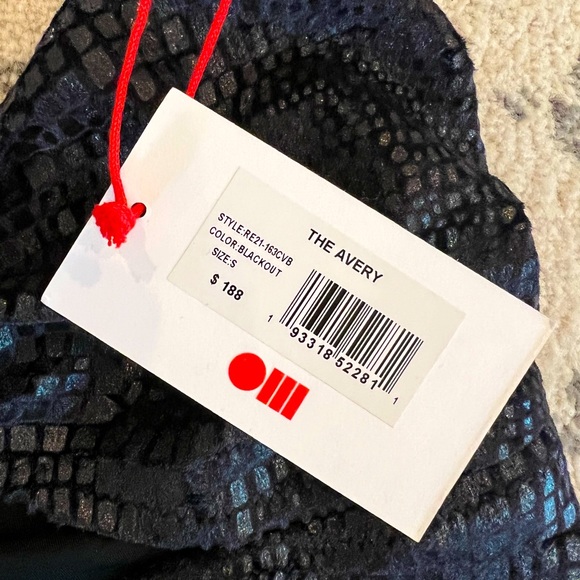 THE AVERY
STYLE:RE21-163CVB
COLOR:BLACKOUT
SIZE:S
$ 188
1 93318 52281 1